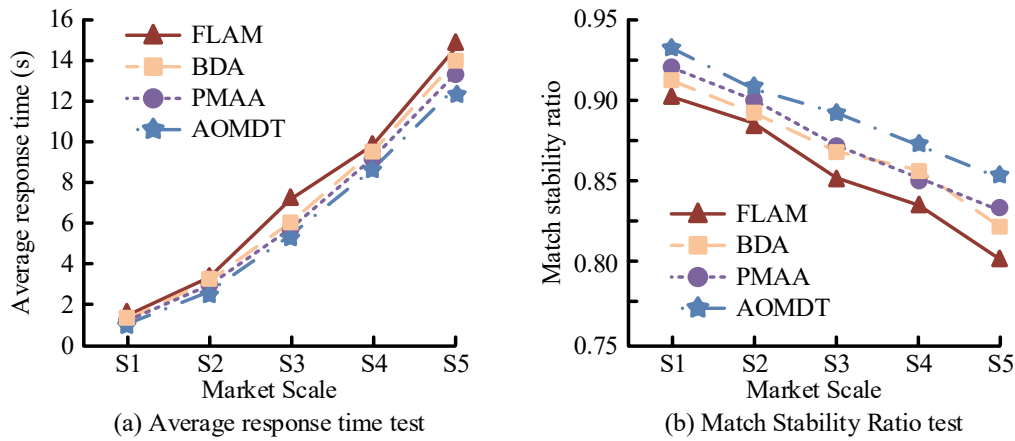 16
14
12
10
8
6
4
2
0
Average response time (s)
FLAM
BDA
PMAA
AOMDT
S1 S2 S3 S4 S5
Market Scale
(a) Average response time test
0.95
0.90
0.85
0.80
0.75
Match stability ratio
FLAM
BDA
PMAA
AOMDT
S1 S2 S3 S4 S5
Market Scale
(b) Match Stability Ratio test